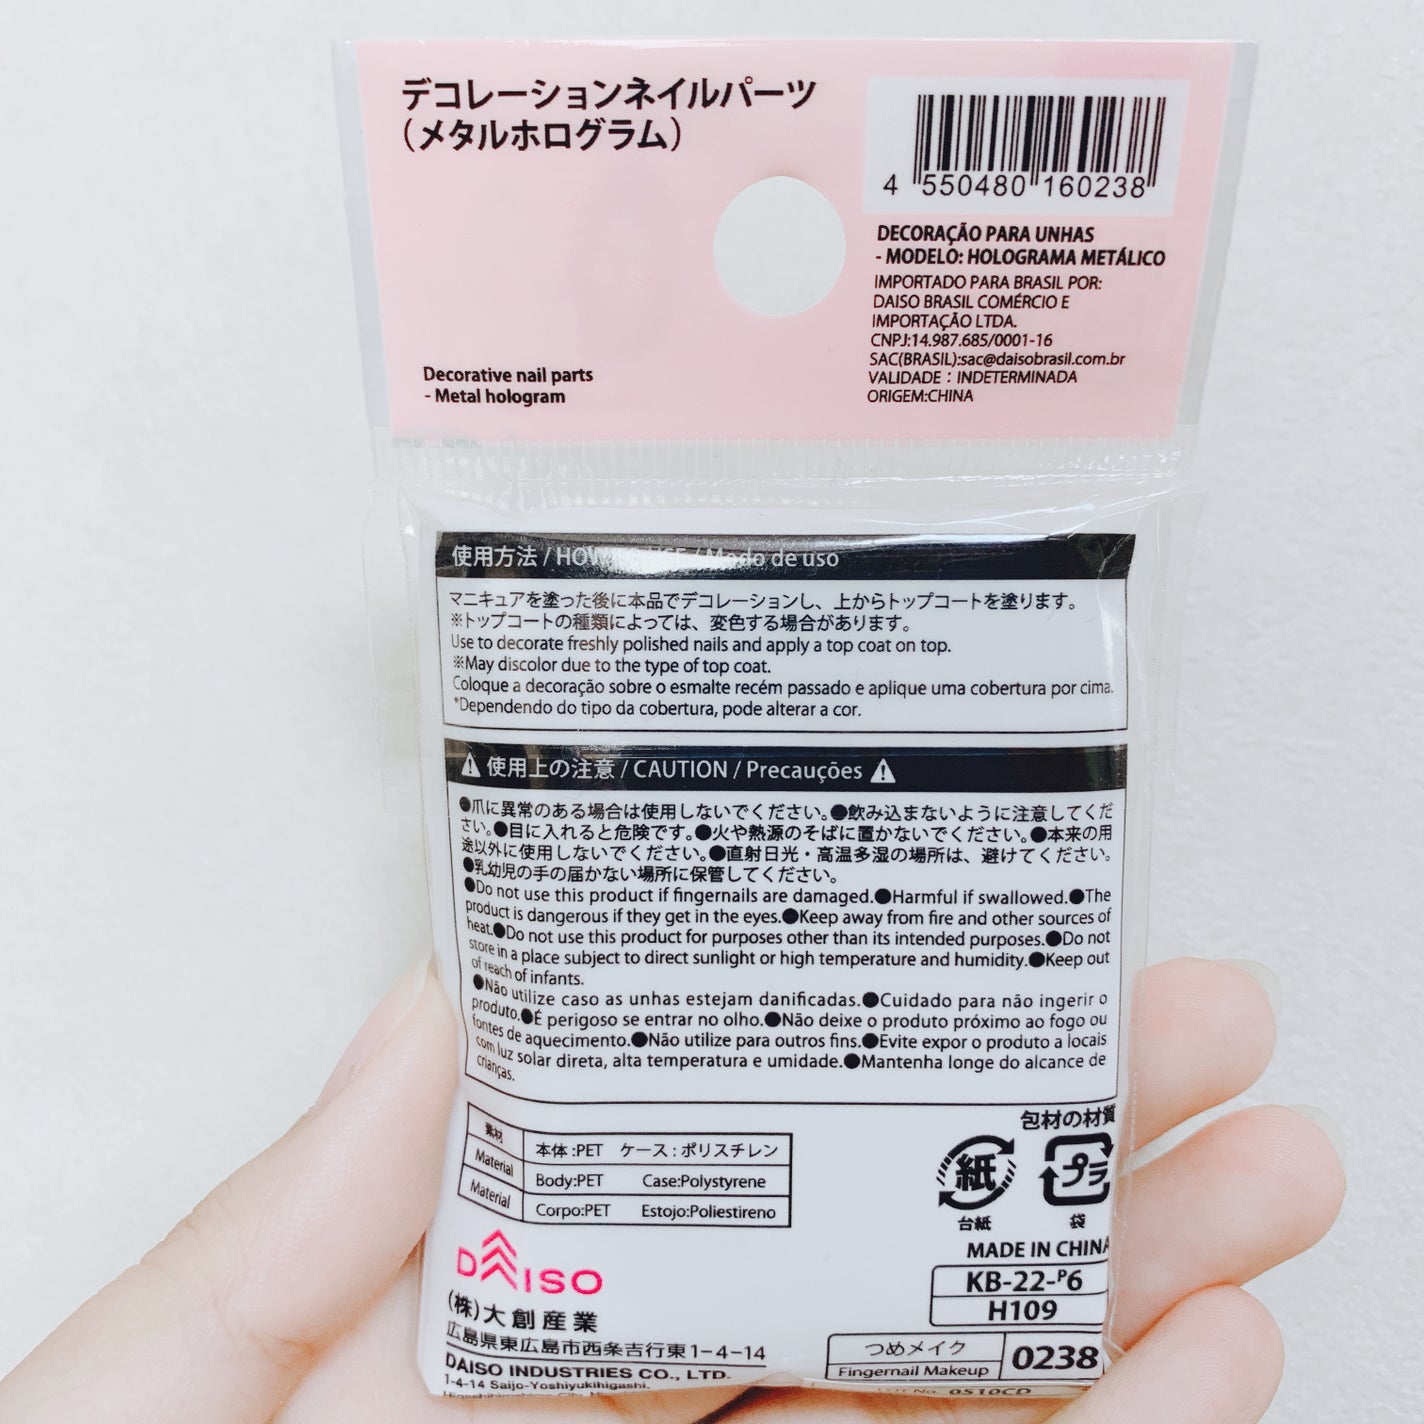 デコレーションネイルパーツ
（メタルホログラム）
Decorative nail parts
- Metal hologram
4 550480 160238
DECORAÇÃO PARA UNHAS
- MODELO: HOLOGRAMA METÁLICO
IMPORTADO PARA BRASIL POR:
DAISO BRASIL COMÉRCIO E
IMPORTAÇÃO LTDA.
CNPJ:14.987.685/0001-16
SAC(BRASIL):sac@daisobrasil.com.br
VALIDADE : INDETERMINADA
ORIGEM:CHINA
使用方法 / HOW TO USE / Modo de uso
マニキュアを塗った後に本品でデコレーションし、上からトップコートを塗ります。
※トップコートの種類によっては、変色する場合があります。
Use to decorate freshly polished nails and apply a top coat on top.
※May discolor due to the type of top coat.
Coloque a decoração sobre o esmalte recém passado e aplique uma cobertura por cima.
*Dependendo do tipo da cobertura, pode alterar a cor.
⚠ 使用上の注意 / CAUTION / Precauções ⚠
●爪に異常のある場合は使用しないでください。●飲み込まないように注意してくだ
さい。●目に入れると危険です。●火や熱源のそばに置かないでください。●本来の用
途以外に使用しないでください。●直射日光・高温多湿の場所は、避けてください。
●乳幼児の手の届かない場所に保管してください。
●Do not use this product if fingernails are damaged.●Harmful if swallowed.●The
product is dangerous if they get in the eyes.●Keep away from fire and other sources of
heat.●Do not use this product for purposes other than its intended purposes.●Do not
store in a place subject to direct sunlight or high temperature and humidity.●Keep out
of reach of infants.
●Não utilize caso as unhas estejam danificadas.●Cuidado para não ingerir o
produto.●É perigoso se entrar no olho.●Não deixe o produto próximo ao fogo ou
fontes de aquecimento.●Não utilize para outros fins.●Evite expor o produto a locais
com luz solar direta, alta temperatura e umidade.●Mantenha longe do alcance de
crianças.
素材 本体:PET ケース:ポリスチレン
Material Body:PET Case:Polystyrene
Material Corpo:PET Estojo:Poliestireno
包材の材質
紙 プラ
台紙 袋
MADE IN CHINA
KB-22-P6
H109
DAISO
(株)大創産業
広島県東広島市西条吉行東1-4-14
DAISO INDUSTRIES CO., LTD.
1-4-14 Saijo-Yoshiyukihigashi,
つめメイク
Fingernail Makeup
0238
LOT No. 0510CD